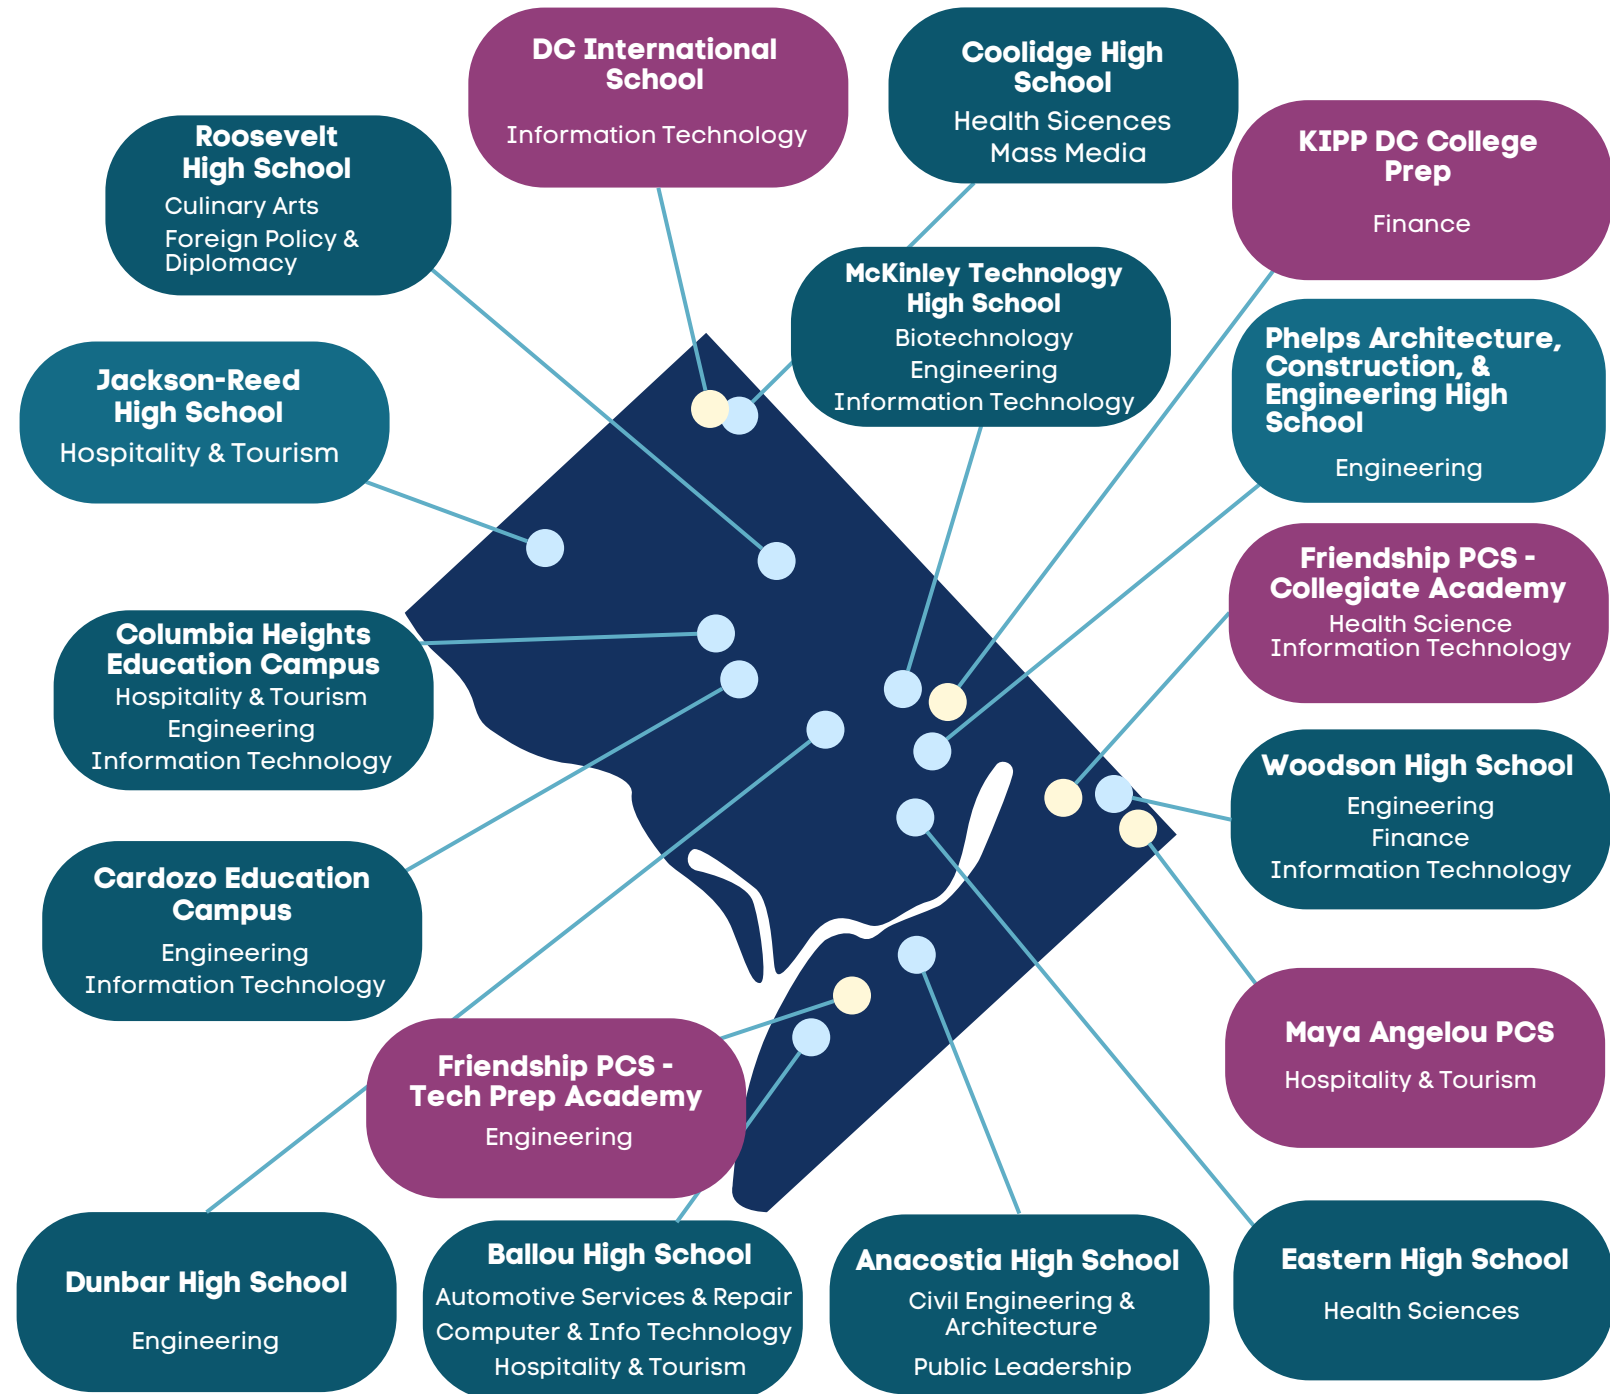 DC International
School
Information Technology
Coolidge High
School
Health Sicences
Mass Media
Roosevelt
High School
Culinary Arts
Foreign Policy &
Diplomacy
KIPP DC College
Prep
Finance
McKinley Technology
High School
Biotechnology
Engineering
Information Technology
Phelps Architecture,
Construction, &
Engineering High
School
Engineering
Jackson-Reed
High School
Hospitality & Tourism
Friendship PCS -
Collegiate Academy
Health Science
Information Technology
Columbia Heights
Education Campus
Hospitality & Tourism
Engineering
Information Technology
Woodson High School
Engineering
Finance
Information Technology
Cardozo Education
Campus
Engineering
Information Technology
Maya Angelou PCS
Hospitality & Tourism
Friendship PCS -
Tech Prep Academy
Engineering
Dunbar High School
Engineering
Ballou High School
Automotive Services & Repair
Computer & Info Technology
Hospitality & Tourism
Anacostia High School
Civil Engineering &
Architecture
Public Leadership
Eastern High School
Health Sciences